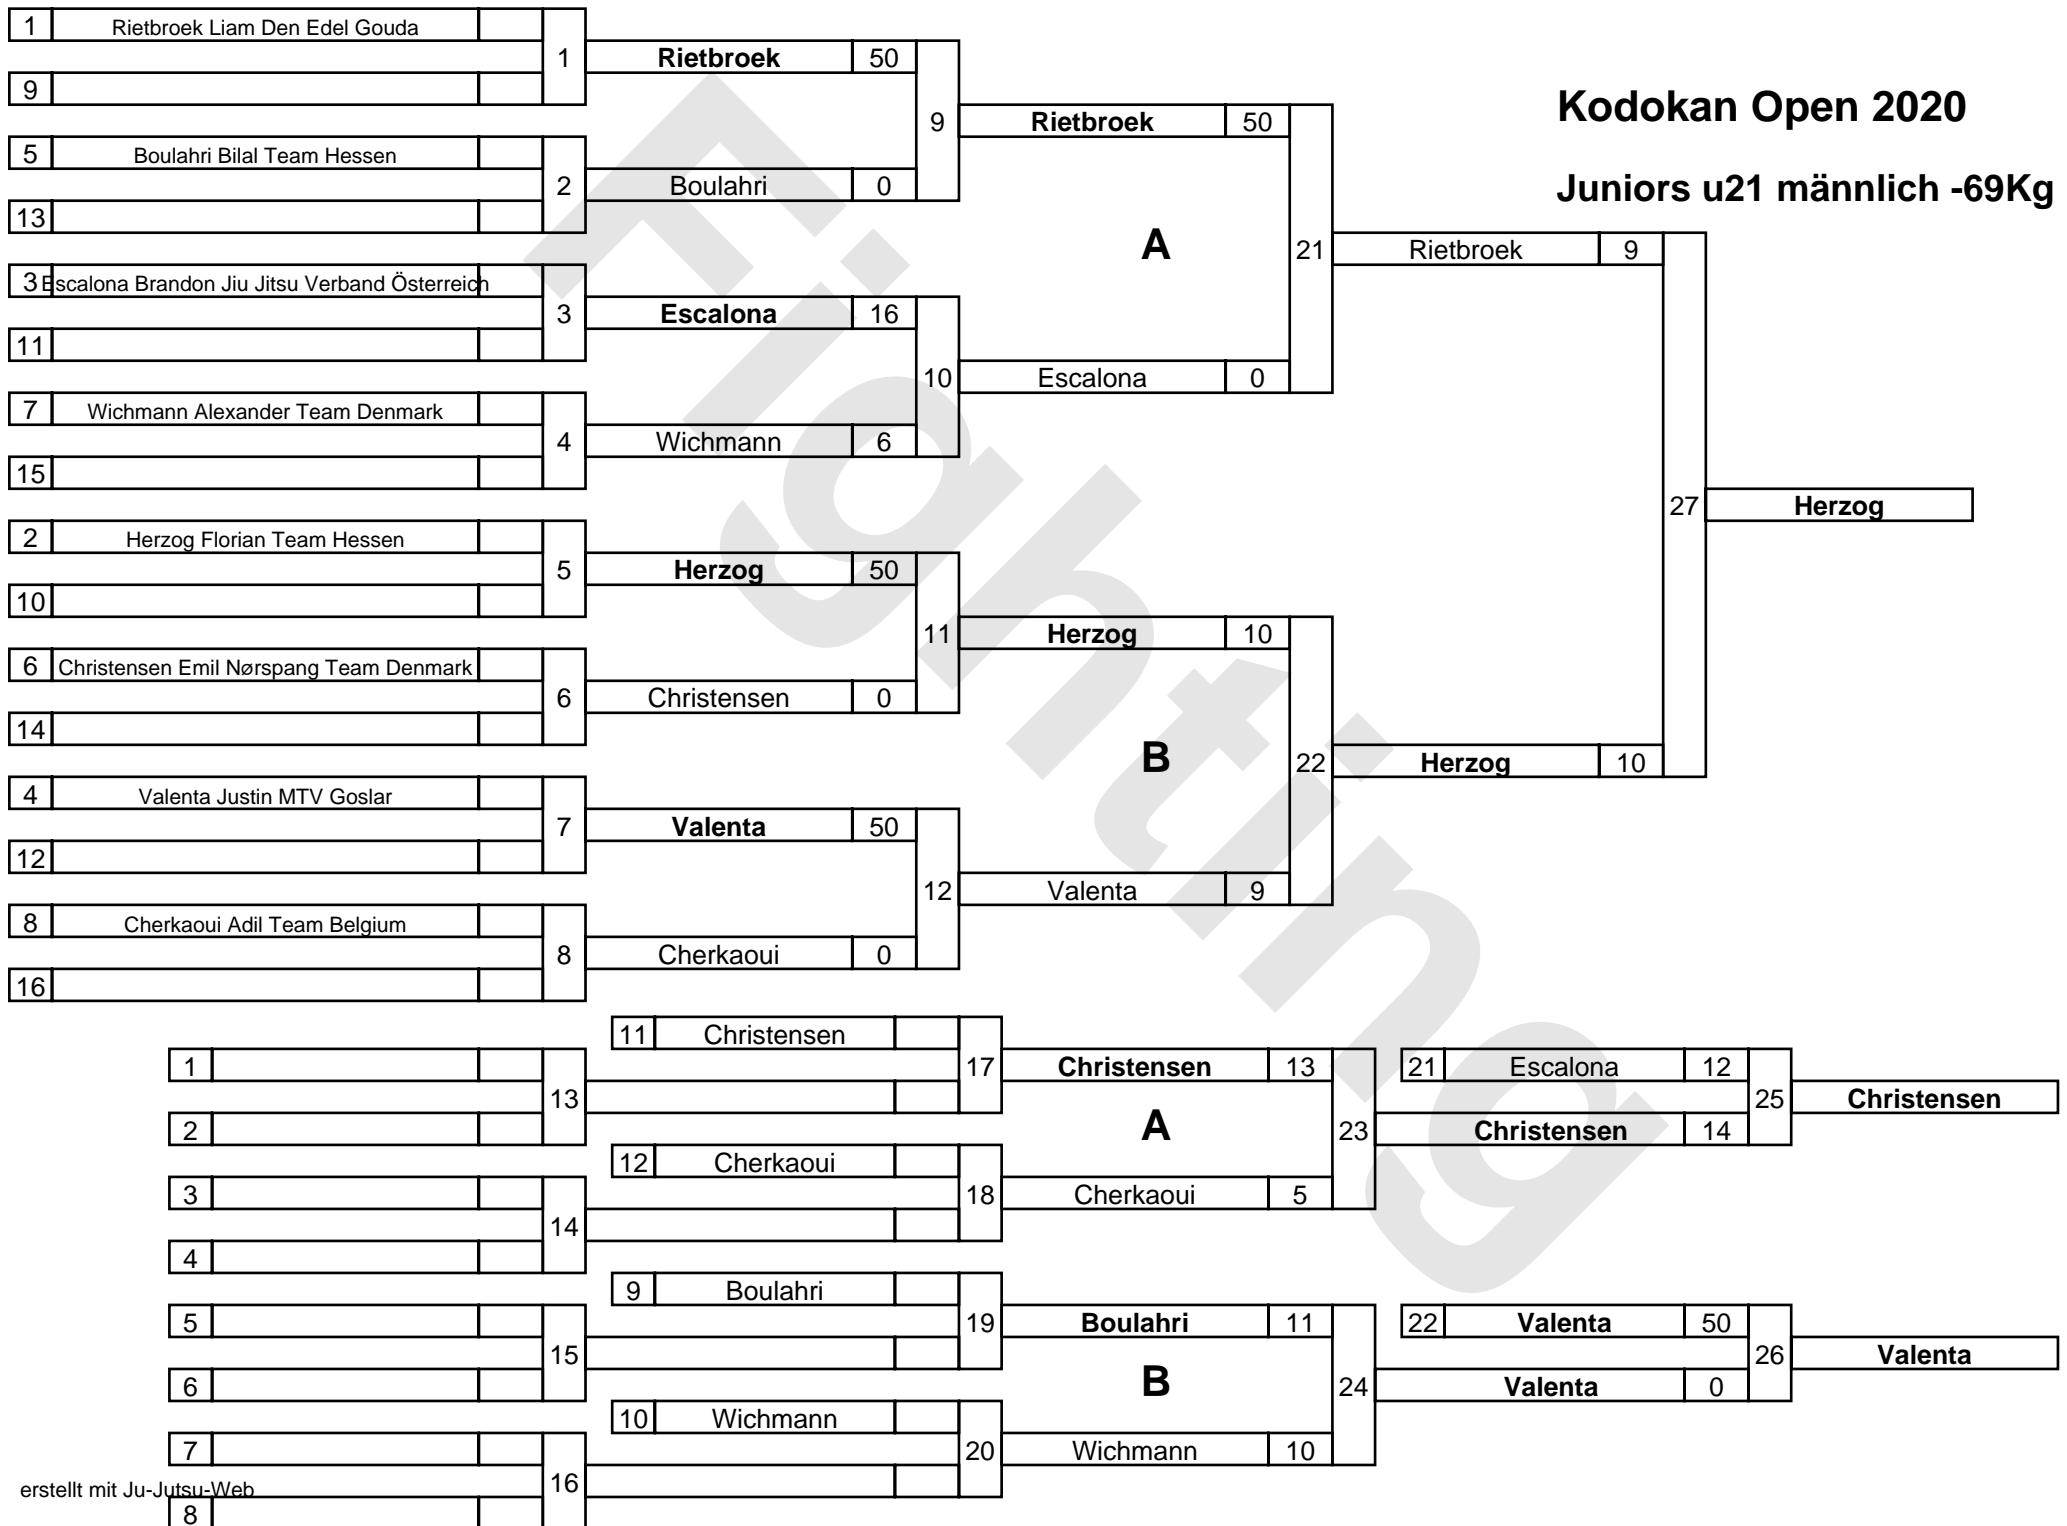 Kodokan Open 2020
Juniors u21 männlich -69Kg
1 Rietbroek Liam Den Edel Gouda
1 Rietbroek 50
9
9 Rietbroek 50
5 Boulahri Bilal Team Hessen
2 Boulahri 0
13
A
21 Rietbroek 9
3 Escalona Brandon Jiu Jitsu Verband Österreich
3 Escalona 16
11
10 Escalona 0
7 Wichmann Alexander Team Denmark
4 Wichmann 6
15
27 Herzog
2 Herzog Florian Team Hessen
5 Herzog 50
10
11 Herzog 10
6 Christensen Emil Nørspang Team Denmark
6 Christensen 0
14
B
22 Herzog 10
4 Valenta Justin MTV Goslar
7 Valenta 50
12
12 Valenta 9
8 Cherkaoui Adil Team Belgium
8 Cherkaoui 0
16
11 Christensen
1
17 Christensen 13
21 Escalona 12
13
25 Christensen
2
A
23 Christensen 14
12 Cherkaoui
3
18 Cherkaoui 5
14
4
9 Boulahri
5
19 Boulahri 11
22 Valenta 50
15
26 Valenta
6
B
24 Valenta 0
10 Wichmann
7
20 Wichmann 10
16
erstellt mit Ju-Jutsu-Web
8
Fighting